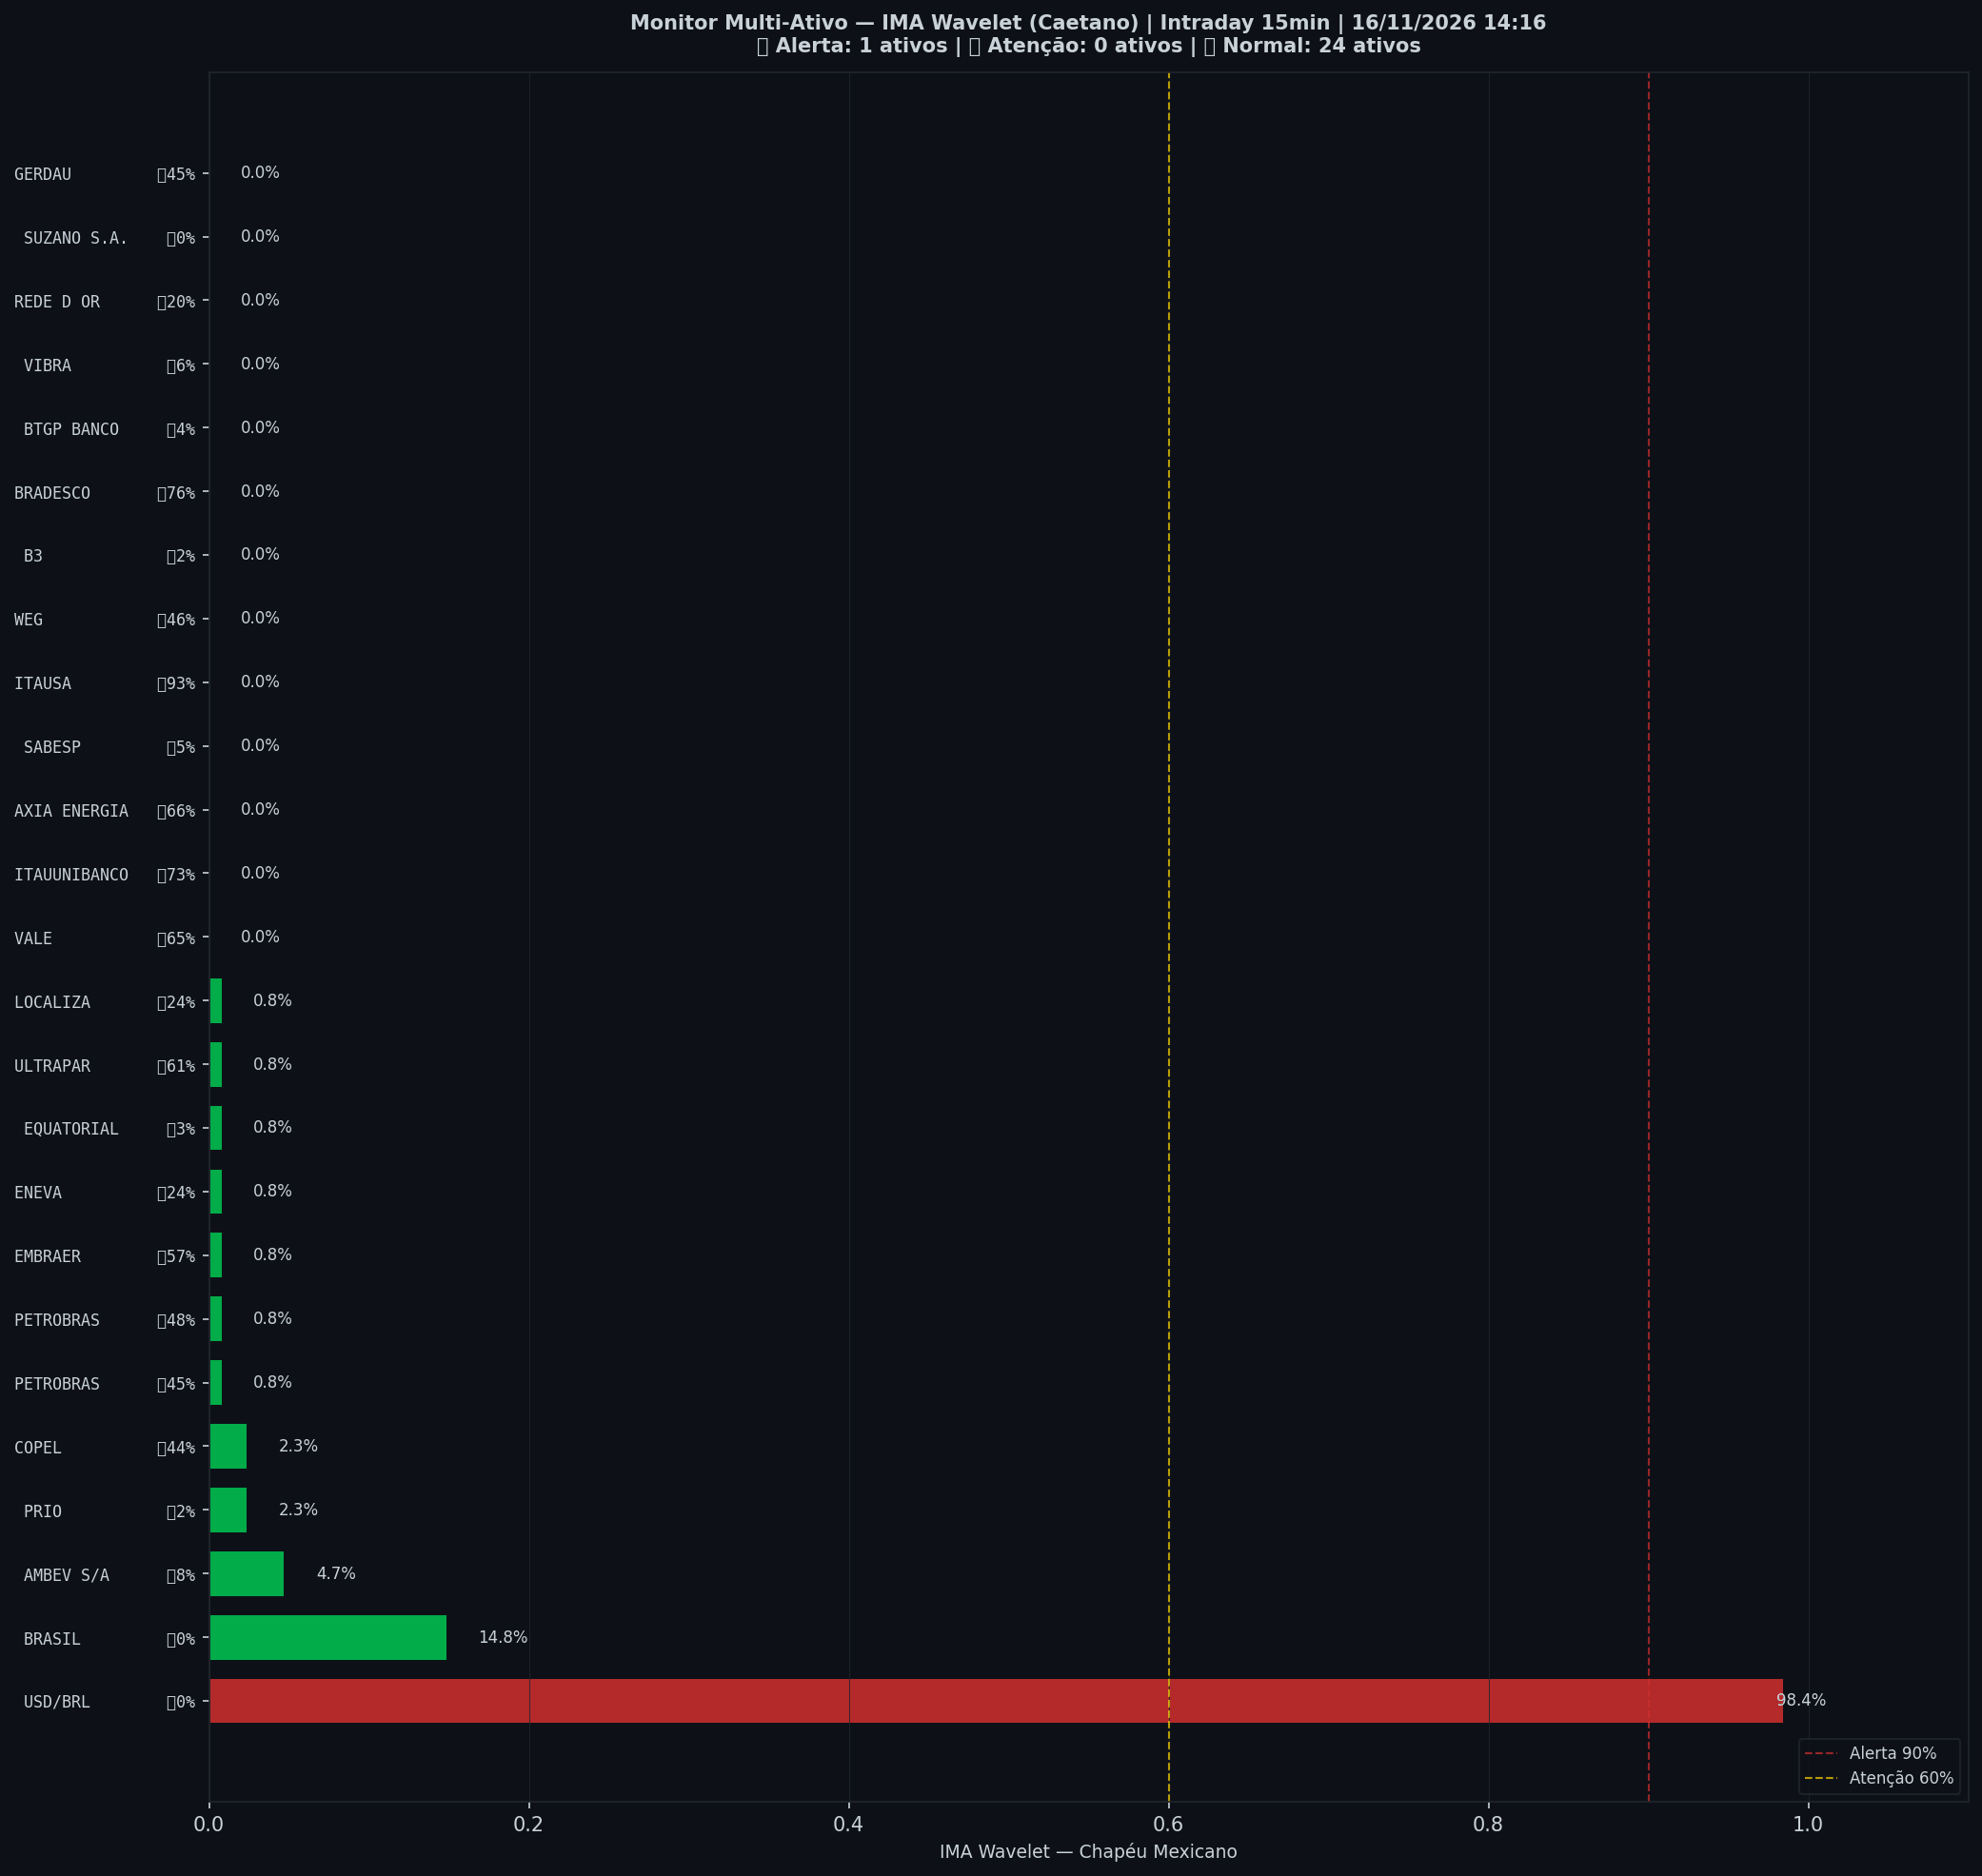 Monitor Multi-Ativo — IMA Wavelet (Caetano) | Intraday 15min | 16/11/2026 14:16
▯ Alerta: 1 ativos | ▯ Atenção: 0 ativos | ▯ Normal: 24 ativos
GERDAU ▯45% 0.0%
SUZANO S.A. ▯0% 0.0%
REDE D OR ▯20% 0.0%
VIBRA ▯6% 0.0%
BTGP BANCO ▯4% 0.0%
BRADESCO ▯76% 0.0%
B3 ▯2% 0.0%
WEG ▯46% 0.0%
ITAUSA ▯93% 0.0%
SABESP ▯5% 0.0%
AXIA ENERGIA ▯66% 0.0%
ITAUUNIBANCO ▯73% 0.0%
VALE ▯65% 0.0%
LOCALIZA ▯24% 0.8%
ULTRAPAR ▯61% 0.8%
EQUATORIAL ▯3% 0.8%
ENEVA ▯24% 0.8%
EMBRAER ▯57% 0.8%
PETROBRAS ▯48% 0.8%
PETROBRAS ▯45% 0.8%
COPEL ▯44% 2.3%
PRIO ▯2% 2.3%
AMBEV S/A ▯8% 4.7%
BRASIL ▯0% 14.8%
USD/BRL ▯0% 98.4%
Alerta 90%
Atenção 60%
0.0 0.2 0.4 0.6 0.8 1.0
IMA Wavelet — Chapéu Mexicano